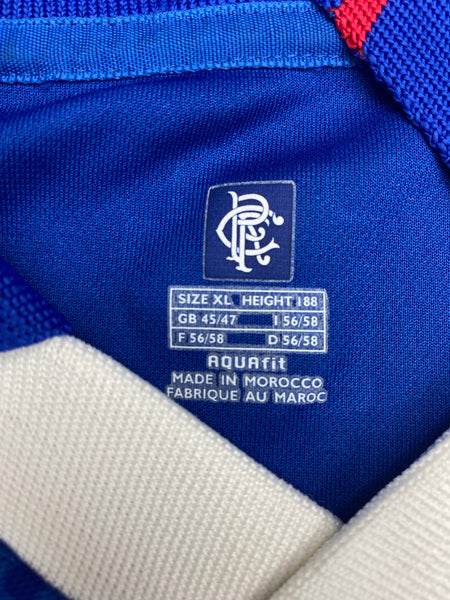 RFC
SIZE XL HEIGHT 188
GB 45/47 I 56/58
F 56/58 D 56/58
AQUAfit
MADE IN MOROCCO
FABRIQUE AU MAROC